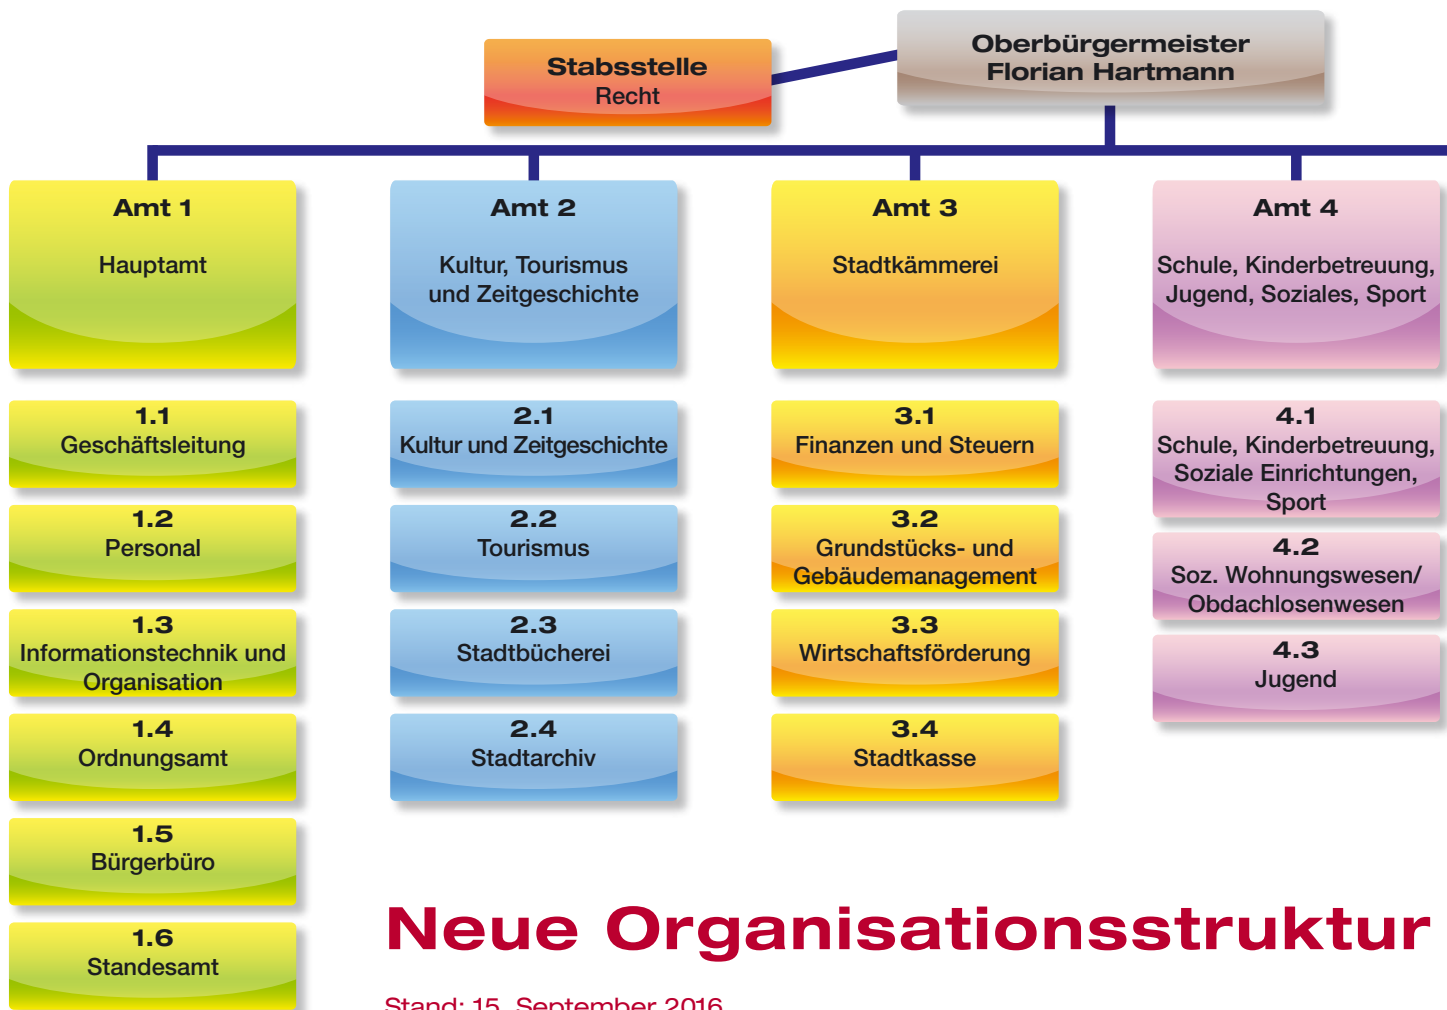 Oberbürgermeister
Florian Hartmann
Stabsstelle
Recht
Amt 1
Hauptamt
1.1
Geschäftsleitung
1.2
Personal
1.3
Informationstechnik und
Organisation
1.4
Ordnungsamt
1.5
Bürgerbüro
1.6
Standesamt
Amt 2
Kultur, Tourismus
und Zeitgeschichte
2.1
Kultur und Zeitgeschichte
2.2
Tourismus
2.3
Stadtbücherei
2.4
Stadtarchiv
Amt 3
Stadtkämmerei
3.1
Finanzen und Steuern
3.2
Grundstücks- und
Gebäudemanagement
3.3
Wirtschaftsförderung
3.4
Stadtkasse
Amt 4
Schule, Kinderbetreuung,
Jugend, Soziales, Sport
4.1
Schule, Kinderbetreuung,
Soziale Einrichtungen,
Sport
4.2
Soz. Wohnungswesen/
Obdachlosenwesen
4.3
Jugend
Neue Organisationsstruktur
Stand: 15. September 2016